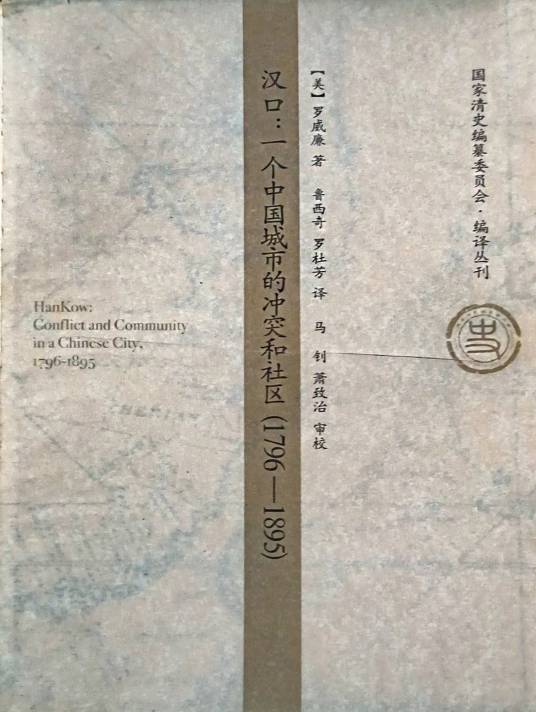 国家清史编纂委员会·编译丛刊
【美】罗威廉 著 鲁西奇 罗杜芳 译 马 钊 萧致治 审校
汉口：一个中国城市的冲突和社区（1796—1895）
HanKow:
Conflict and Community
in a Chinese City,
1796-1895
史